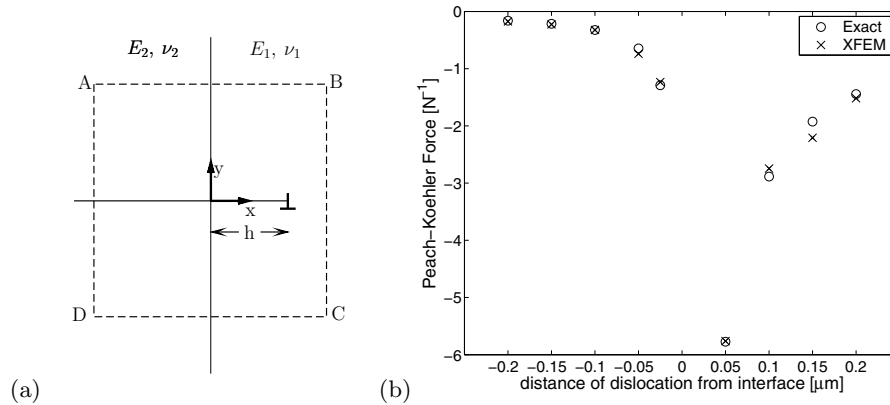 E₂, ν₂
E₁, ν₁
A
B
y
x
h
D
C
(a)
Exact
XFEM
Peach−Koehler Force [N⁻¹]
0
−1
−2
−3
−4
−5
−6
−0.2
−0.15
−0.1
−0.05
0
0.05
0.1
0.15
0.2
distance of dislocation from interface [μm]
(b)